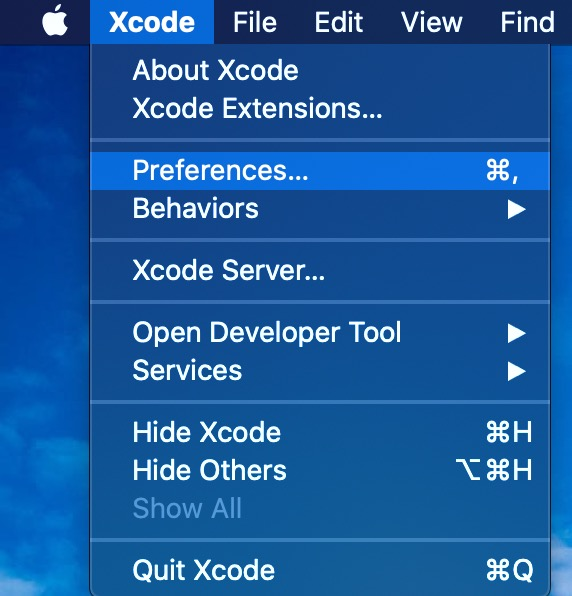 Xcode File Edit View Find
About Xcode
Xcode Extensions...
Preferences... ⌘,
Behaviors ▶
Xcode Server...
Open Developer Tool ▶
Services ▶
Hide Xcode ⌘H
Hide Others ⌥⌘H
Show All
Quit Xcode ⌘Q